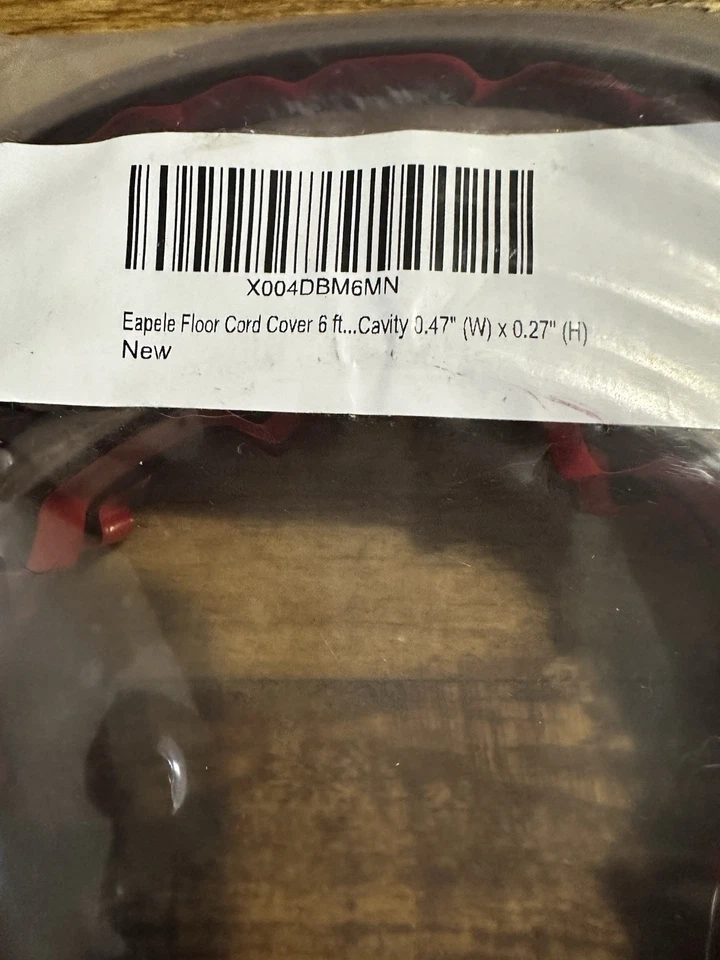 X004DBM6MN
Eapele Floor Cord Cover 6 ft...Cavity 0.47" (W) x 0.27" (H)
New